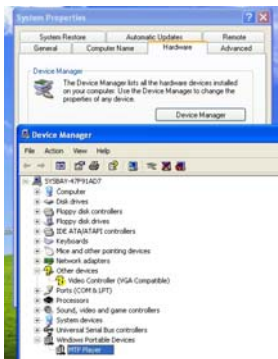 System Properties
System Restore Automatic Updates Remote
General Computer Name Hardware Advanced
Device Manager
The Device Manager lists all the hardware devices installed
on your computer. Use the Device Manager to change the
properties of any device.
Device Manager
Device Manager
File Action View Help
SYSBAY-47P91AD7
Computer
Disk drives
Floppy disk controllers
Floppy disk drives
IDE ATA/ATAPI controllers
Keyboards
Mice and other pointing devices
Network adapters
Other devices
Video Controller (VGA Compatible)
Ports (COM & LPT)
Processors
Sound, video and game controllers
System devices
Universal Serial Bus controllers
Windows Portable Devices
MTP Player